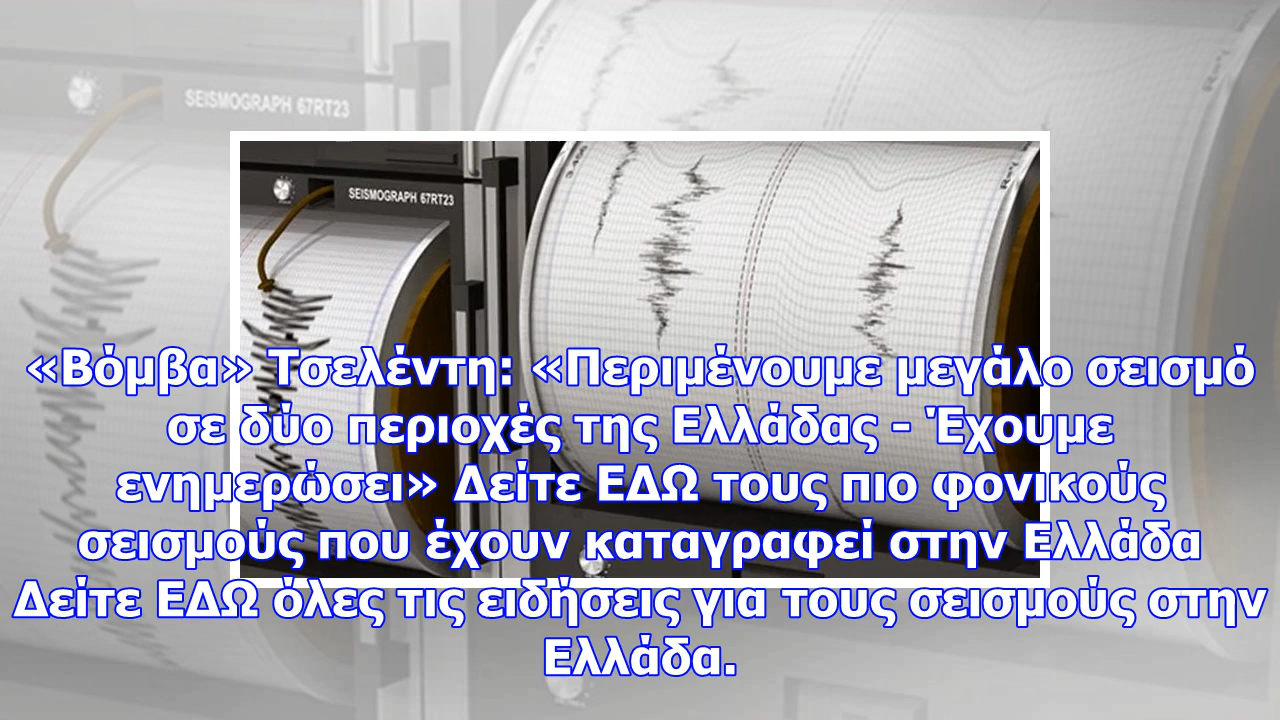 SEISMOGRAPH 67RT23
SEISMOGRAPH 67RT23
«Βόμβα» Τσελέντη: «Περιμένουμε μεγάλο σεισμό
σε δύο περιοχές της Ελλάδας - Έχουμε
ενημερώσει» Δείτε ΕΔΩ τους πιο φονικούς
σεισμούς που έχουν καταγραφεί στην Ελλάδα
Δείτε ΕΔΩ όλες τις ειδήσεις για τους σεισμούς στην
Ελλάδα.